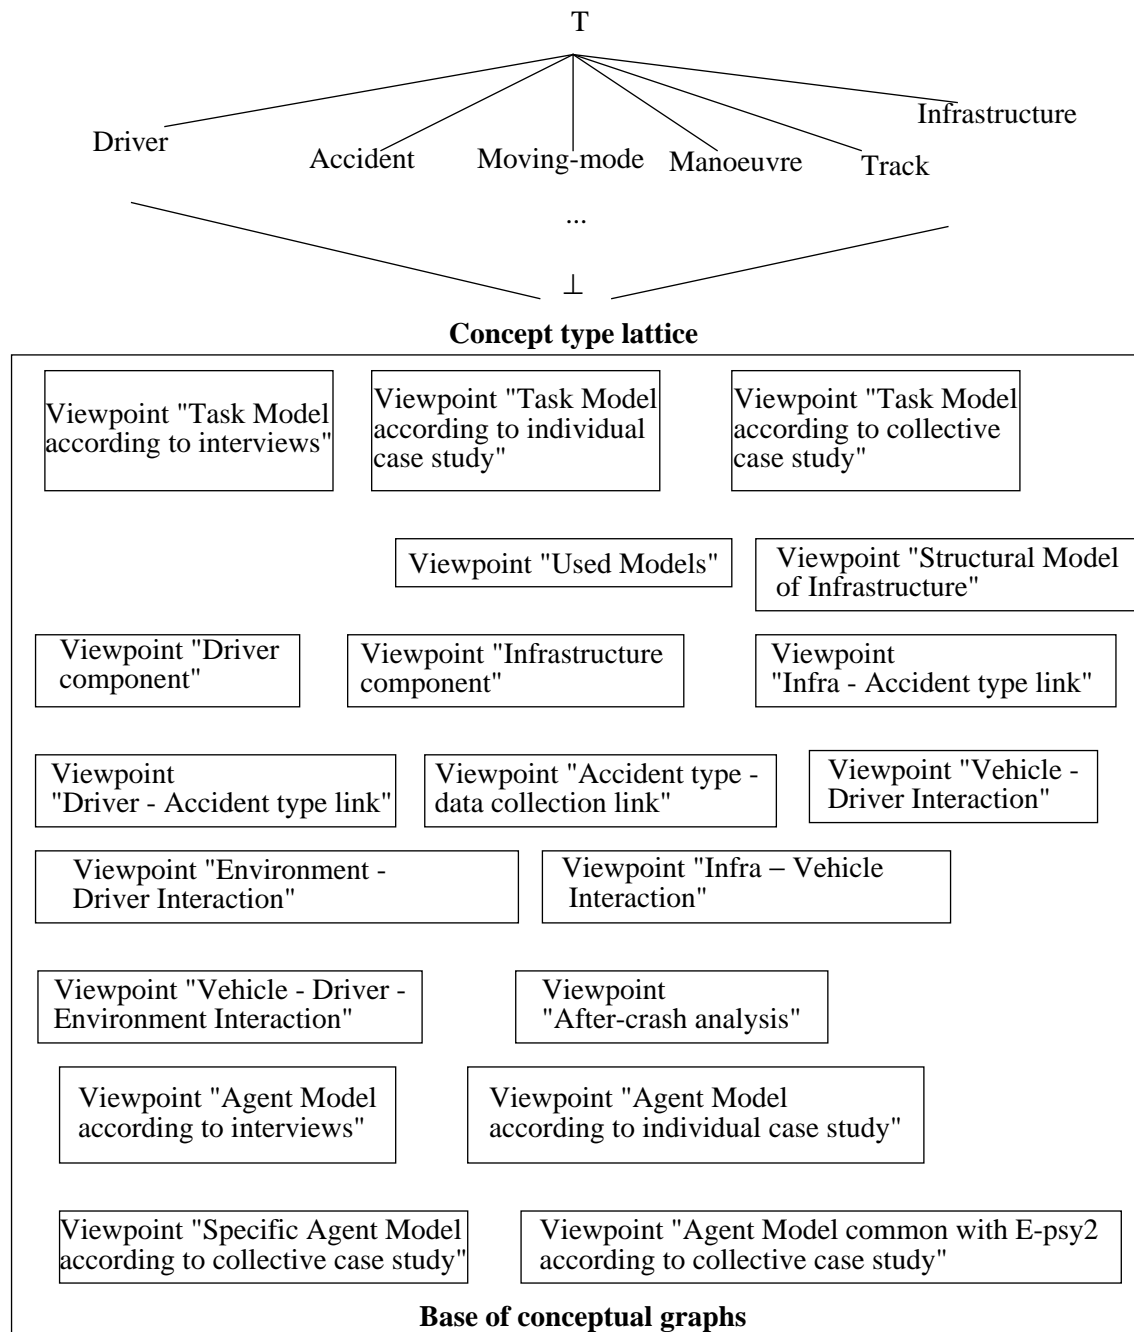 T
Driver
Accident
Moving-mode
Manoeuvre
Track
Infrastructure
...
⊥
Concept type lattice
Viewpoint "Task Model
according to interviews"
Viewpoint "Task Model
according to individual
case study"
Viewpoint "Task Model
according to collective
case study"
Viewpoint "Used Models"
Viewpoint "Structural Model
of Infrastructure"
Viewpoint "Driver
component"
Viewpoint "Infrastructure
component"
Viewpoint
"Infra - Accident type link"
Viewpoint
"Driver - Accident type link"
Viewpoint "Accident type -
data collection link"
Viewpoint "Vehicle -
Driver Interaction"
Viewpoint "Environment -
Driver Interaction"
Viewpoint "Infra − Vehicle
Interaction"
Viewpoint "Vehicle - Driver -
Environment Interaction"
Viewpoint
"After-crash analysis"
Viewpoint "Agent Model
according to interviews"
Viewpoint "Agent Model
according to individual case study"
Viewpoint "Specific Agent Model
according to collective case study"
Viewpoint "Agent Model common with E-psy2
according to collective case study"
Base of conceptual graphs